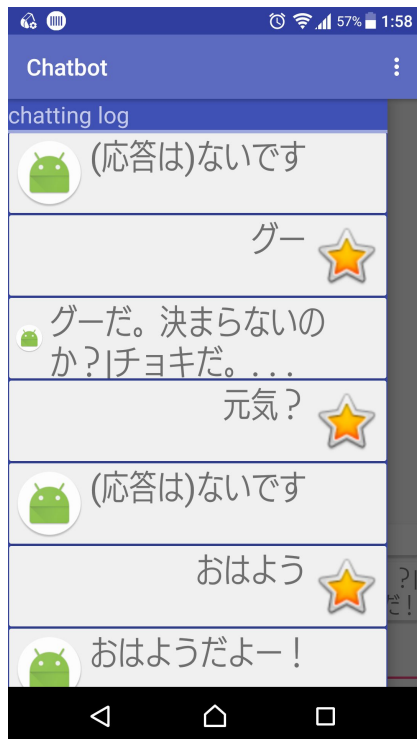 57% 1:58
Chatbot
chatting log
(応答は)ないです
グー
グーだ。決まらないの
か？|チョキだ。...
元気？
(応答は)ないです
おはよう
?|
だ!
おはようだよー！